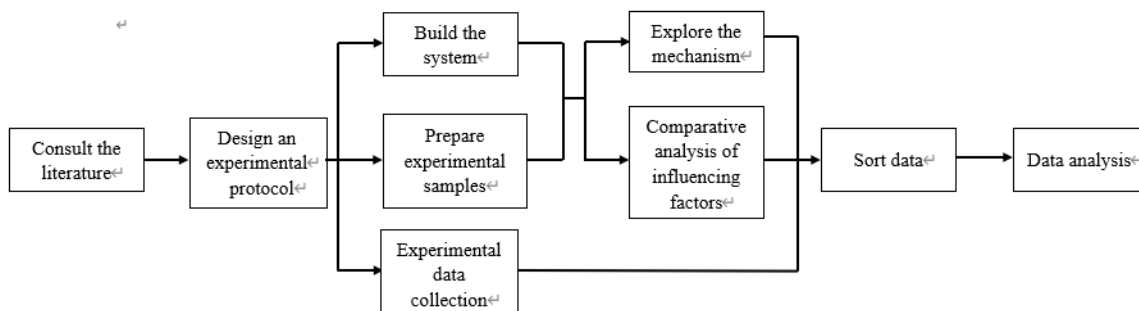 Consult the
literature
Design an
experimental
protocol
Build the
system
Prepare
experimental
samples
Experimental
data
collection
Explore the
mechanism
Comparative
analysis of
influencing
factors
Sort data
Data analysis